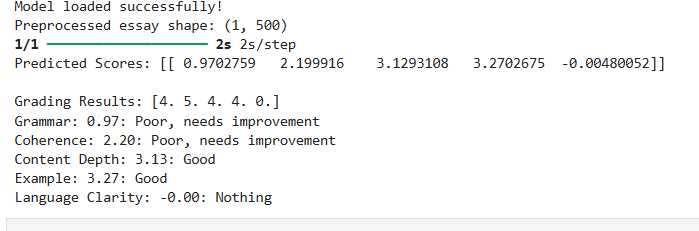 Model loaded successfully!
Preprocessed essay shape: (1, 500)
1/1 ━━━━━━━━━━━━━━━━━━━━ 2s 2s/step
Predicted Scores: [[ 0.9702759   2.199916    3.1293108   3.2702675  -0.00480052]]
Grading Results: [4. 5. 4. 4. 0.]
Grammar: 0.97: Poor, needs improvement
Coherence: 2.20: Poor, needs improvement
Content Depth: 3.13: Good
Example: 3.27: Good
Language Clarity: -0.00: Nothing